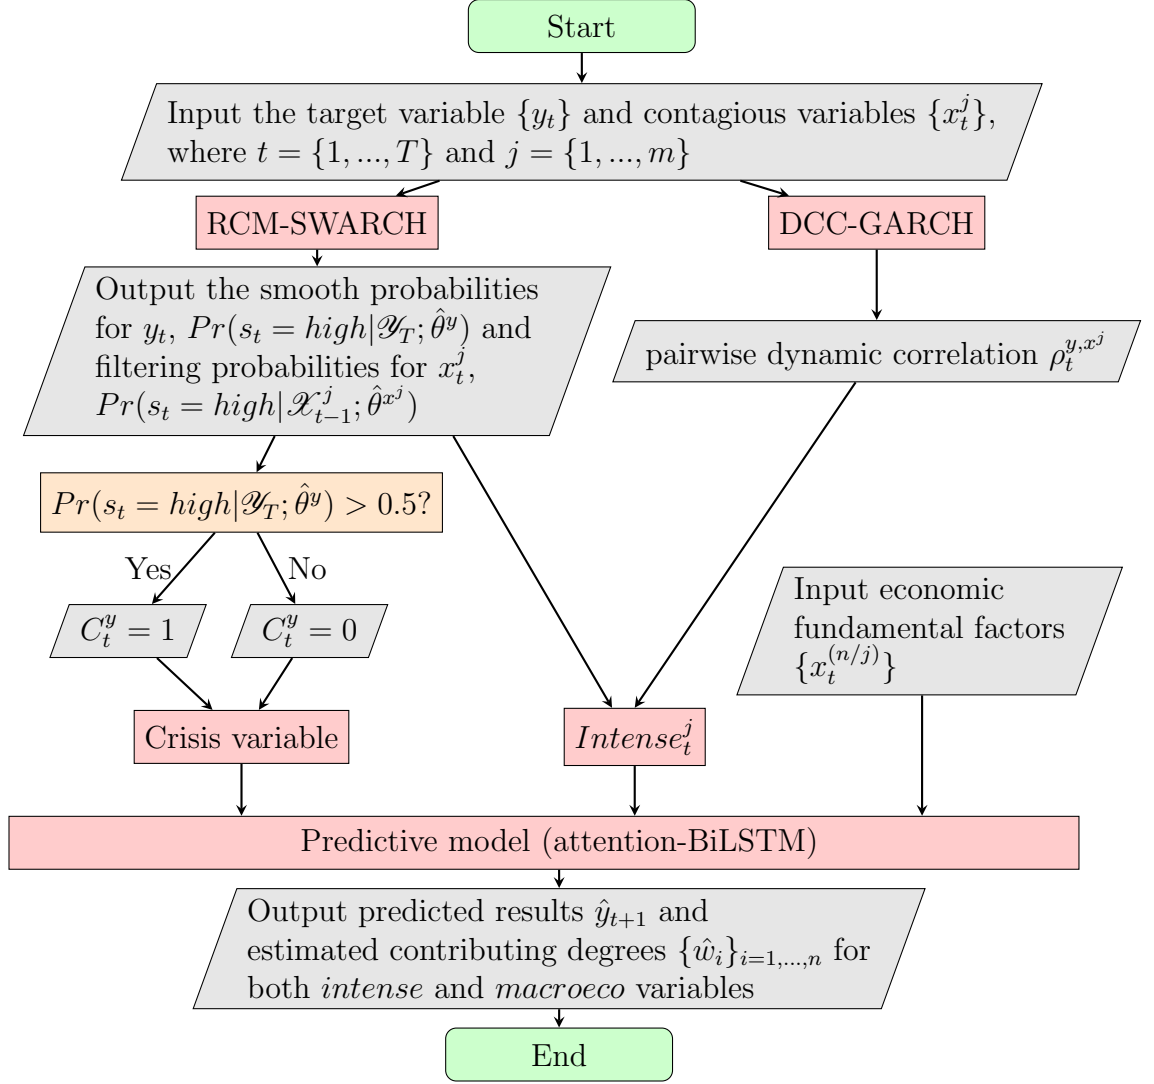 Start
Input the target variable {y_t} and contagious variables {x_t^j},
where t = {1, ..., T} and j = {1, ..., m}
RCM-SWARCH
DCC-GARCH
Output the smooth probabilities
for y_t, Pr(s_t = high|𝒴_T; θ̂^y) and
filtering probabilities for x_t^j,
Pr(s_t = high|𝒳_{t−1}^j; θ̂^{x^j})
pairwise dynamic correlation ρ_t^{y,x^j}
Pr(s_t = high|𝒴_T; θ̂^y) > 0.5?
Yes
No
C_t^y = 1
C_t^y = 0
Input economic
fundamental factors
{x_t^{(n/j)}}
Crisis variable
Intense_t^j
Predictive model (attention-BiLSTM)
Output predicted results ŷ_{t+1} and
estimated contributing degrees {ŵ_i}_{i=1,...,n} for
both intense and macroeco variables
End